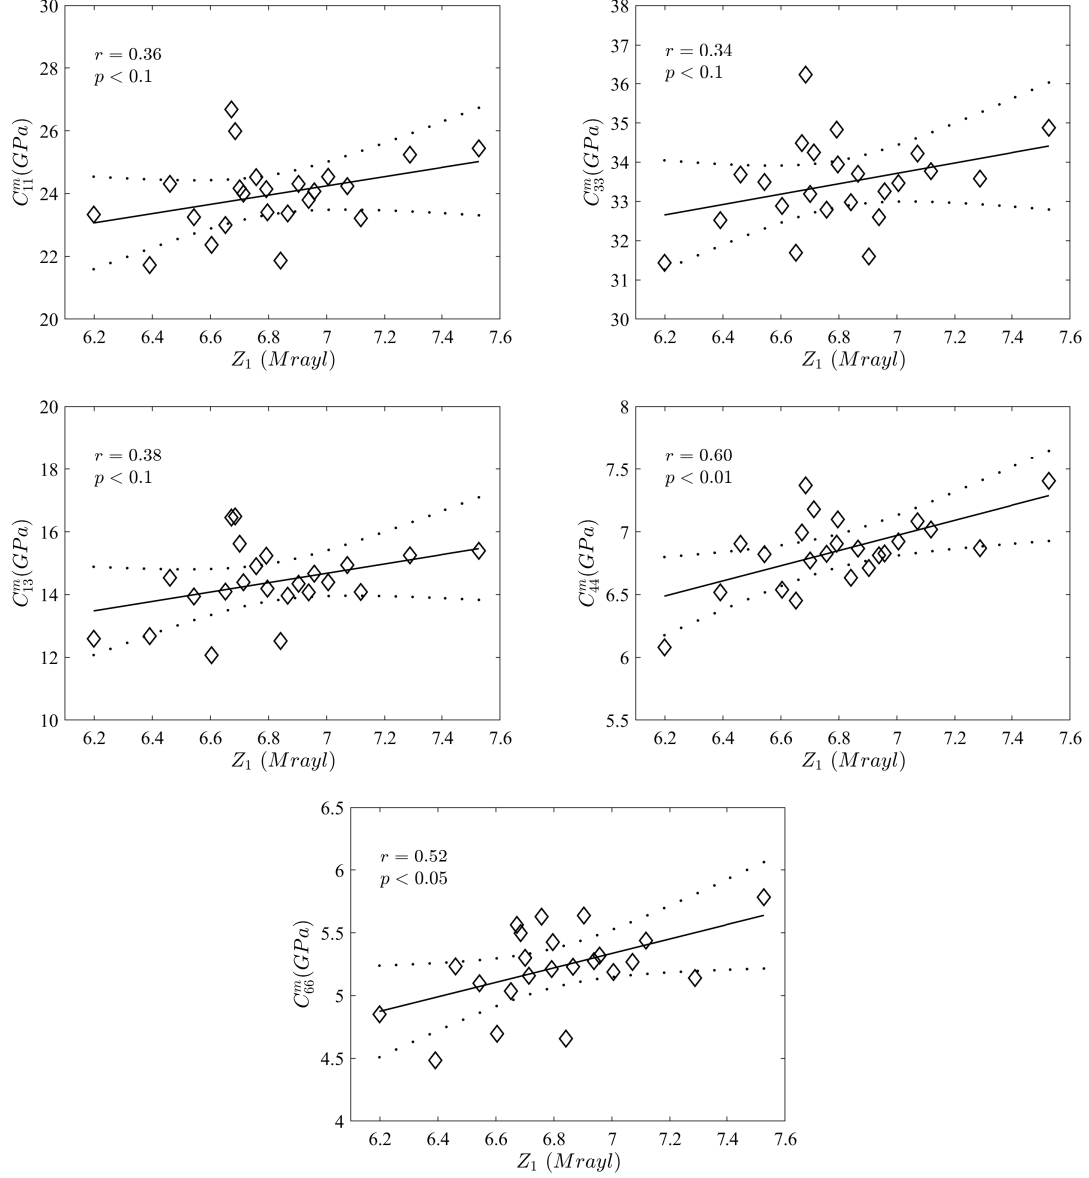 30
28
26
24
22
20
C^m_11(GPa)
r = 0.36
p < 0.1
6.2 6.4 6.6 6.8 7 7.2 7.4 7.6
Z_1 (Mrayl)
38
37
36
35
34
33
32
31
30
C^m_33(GPa)
r = 0.34
p < 0.1
6.2 6.4 6.6 6.8 7 7.2 7.4 7.6
Z_1 (Mrayl)
20
18
16
14
12
10
C^m_13(GPa)
r = 0.38
p < 0.1
6.2 6.4 6.6 6.8 7 7.2 7.4 7.6
Z_1 (Mrayl)
8
7.5
7
6.5
6
5.5
C^m_44(GPa)
r = 0.60
p < 0.01
6.2 6.4 6.6 6.8 7 7.2 7.4 7.6
Z_1 (Mrayl)
6.5
6
5.5
5
4.5
4
C^m_66(GPa)
r = 0.52
p < 0.05
6.2 6.4 6.6 6.8 7 7.2 7.4 7.6
Z_1 (Mrayl)